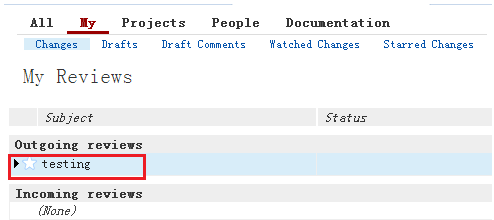 All My Projects People Documentation
Changes Drafts Draft Comments Watched Changes Starred Changes
My Reviews
Subject Status
Outgoing reviews
testing
Incoming reviews
(None)